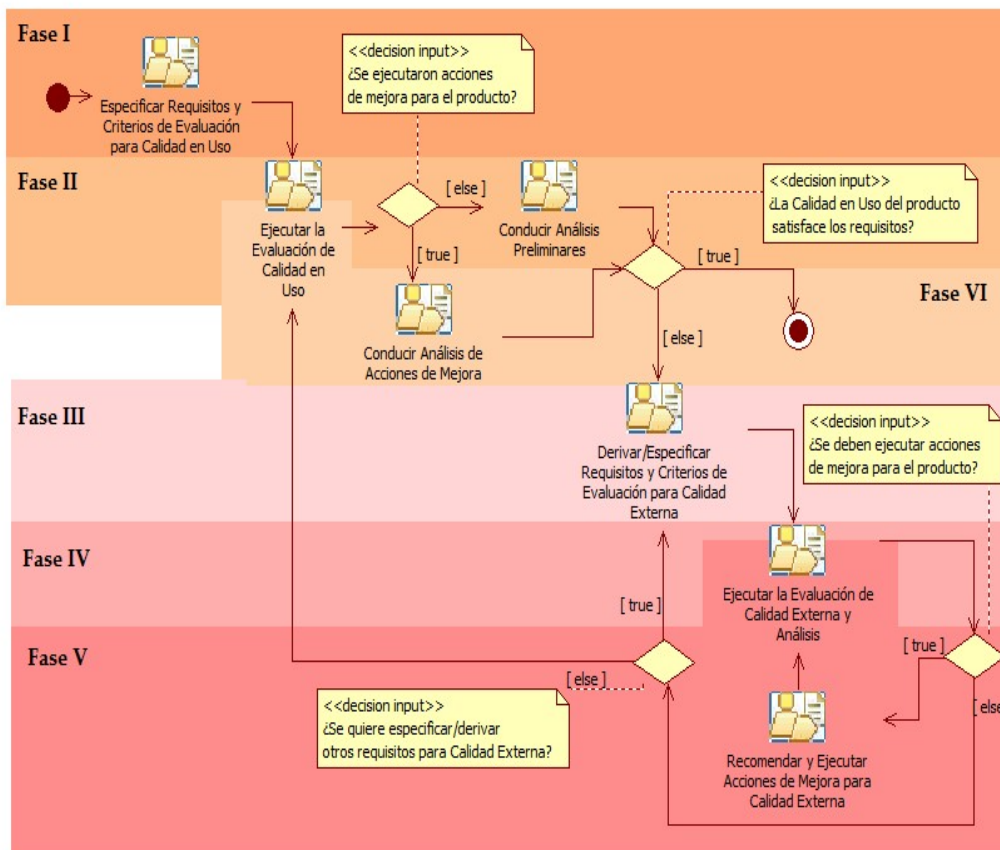 Fase I
Especificar Requisitos y
Criterios de Evaluación
para Calidad en Uso
<<decision input>>
¿Se ejecutaron acciones
de mejora para el producto?
Fase II
Ejecutar la
Evaluación de
Calidad en
Uso
[ else ]
[ true ]
Conducir Análisis
Preliminares
<<decision input>>
¿La Calidad en Uso del producto
satisface los requisitos?
[ true ]
Fase VI
Conducir Análisis de
Acciones de Mejora
[ else ]
Fase III
Derivar/Especificar
Requisitos y Criterios de
Evaluación para Calidad
Externa
<<decision input>>
¿Se deben ejecutar acciones
de mejora para el producto?
Fase IV
Ejecutar la Evaluación de
Calidad Externa y
Análisis
[ true ]
Fase V
[ true ]
[ else ]
[ else
<<decision input>>
¿Se quiere especificar/derivar
otros requisitos para Calidad Externa?
Recomendar y Ejecutar
Acciones de Mejora para
Calidad Externa